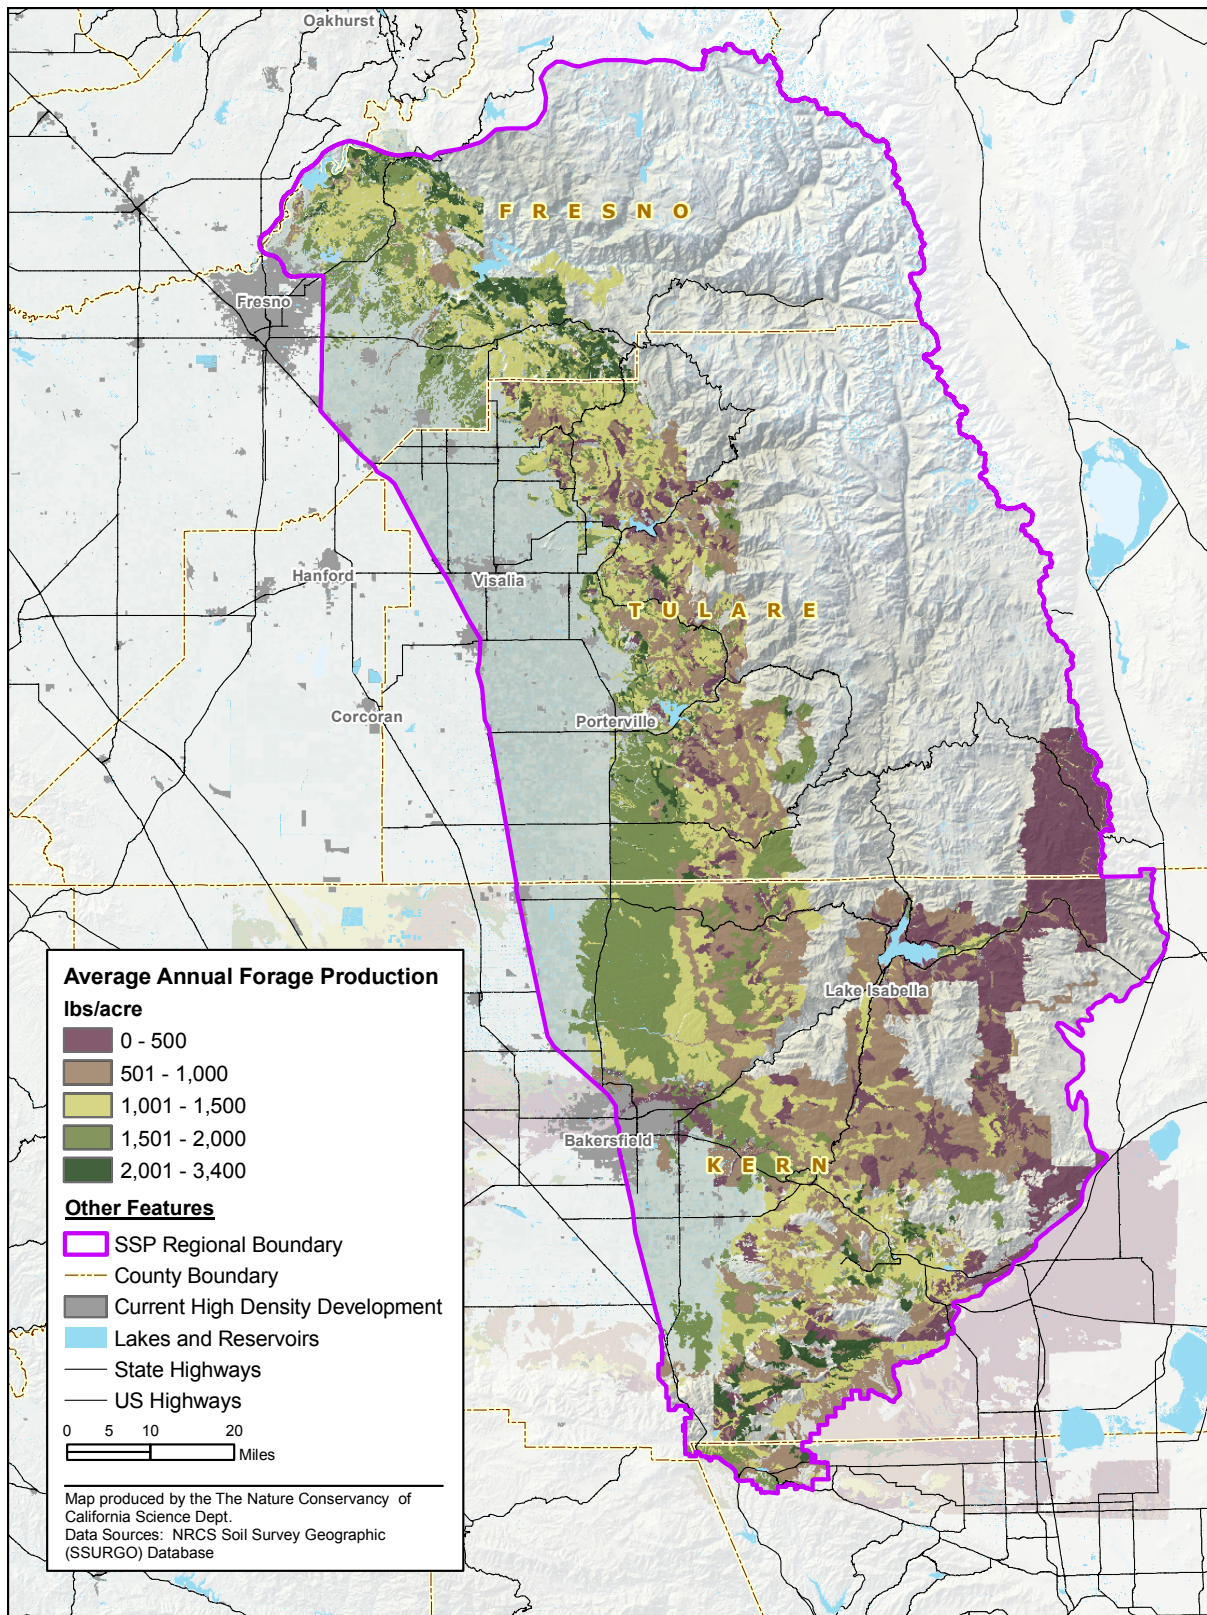 Oakhurst
FRESNO
Fresno
Hanford
Visalia
TULARE
Corcoran
Porterville
Lake Isabella
Bakersfield
KERN
Average Annual Forage Production
lbs/acre
0 - 500
501 - 1,000
1,001 - 1,500
1,501 - 2,000
2,001 - 3,400
Other Features
SSP Regional Boundary
County Boundary
Current High Density Development
Lakes and Reservoirs
State Highways
US Highways
0 5 10 20
Miles
Map produced by the The Nature Conservancy of
California Science Dept.
Data Sources: NRCS Soil Survey Geographic
(SSURGO) Database